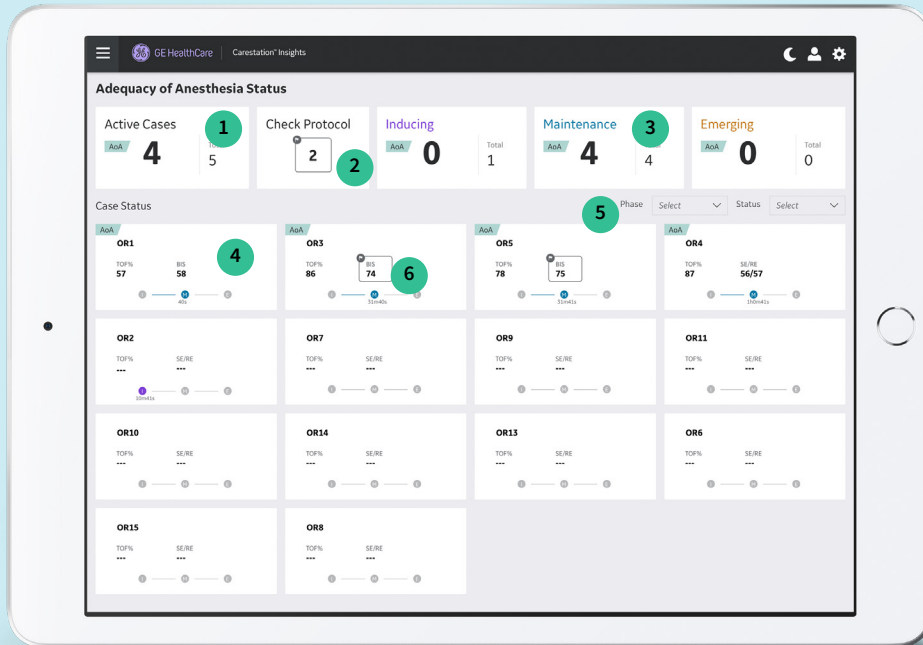 GE HealthCare Carestation™ Insights
Adequacy of Anesthesia Status
Active Cases 1 Check Protocol Inducing Maintenance 3 Emerging
AoA 4 5 2 2 AoA 0 Total 1 AoA 4 4 AoA 0 Total 0
Case Status 5 Phase Select Status Select
AoA AoA AoA AoA
OR1 OR3 OR5 OR4
4
TOF% BIS TOF% BIS TOF% BIS TOF% SE/RE
57 58 86 74 6 78 75 87 56/57
I M E I M E I M E I M E
40s 31m40s 31m41s 1h0m41s
OR2 OR7 OR9 OR11
TOF% SE/RE TOF% SE/RE TOF% SE/RE TOF% SE/RE
--- --- --- --- --- --- --- ---
I M E I M E I M E I M E
10m41s
OR10 OR14 OR13 OR6
TOF% SE/RE TOF% SE/RE TOF% SE/RE TOF% SE/RE
--- --- --- --- --- --- --- ---
I M E I M E I M E I M E
OR15 OR8
TOF% SE/RE TOF% SE/RE
--- --- --- ---
I M E I M E